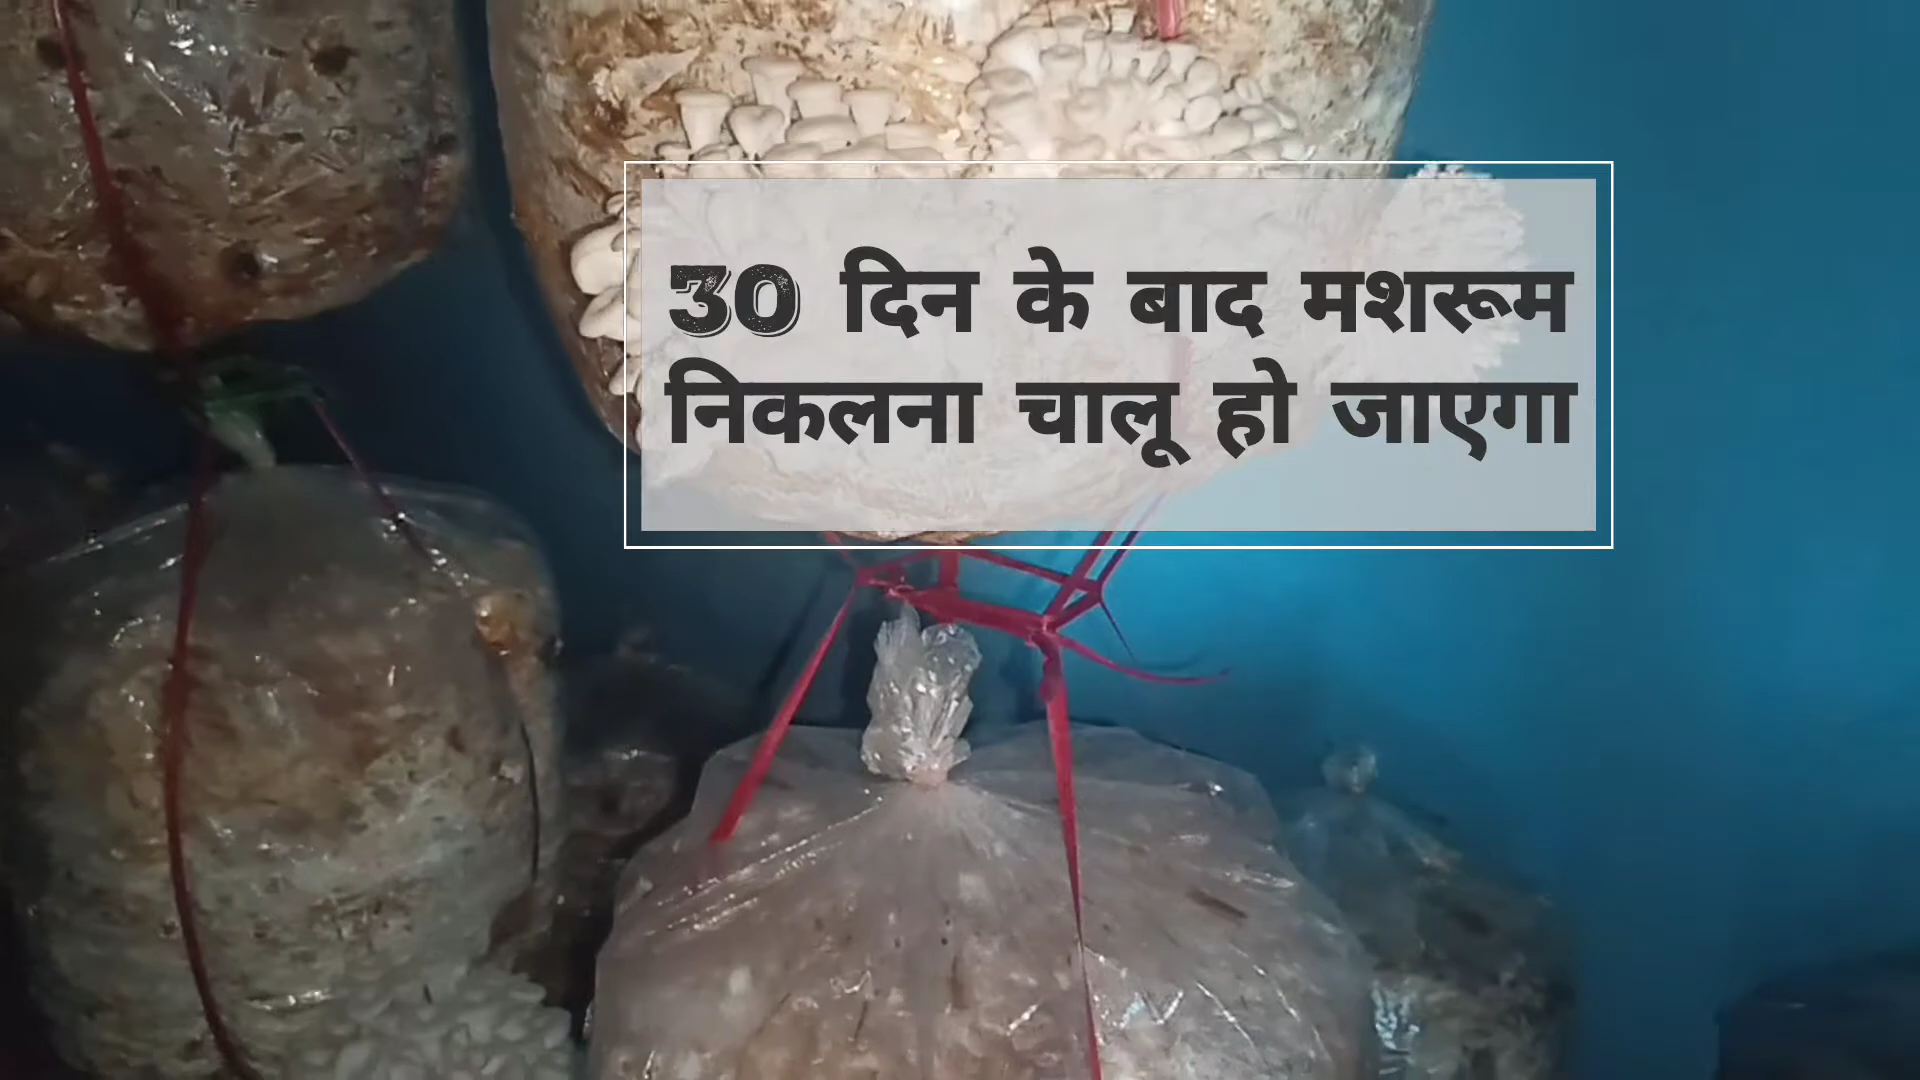 30 दिन के बाद मशरूम
निकलना चालू हो जाएगा